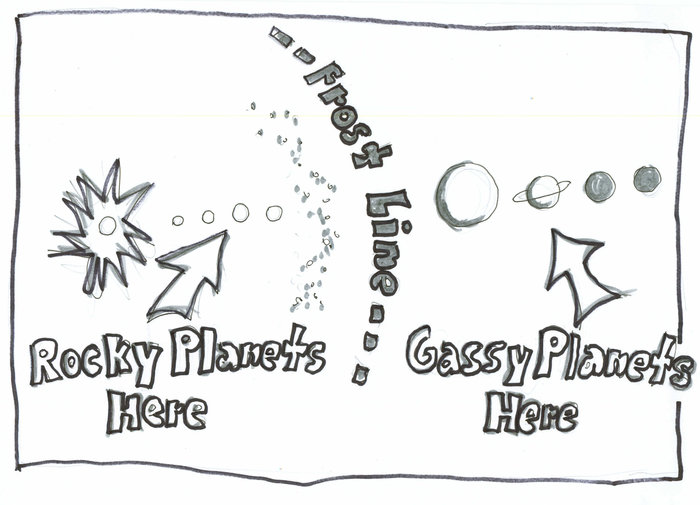 Frost Line
Rocky Planets
Here
Gassy Planets
Here